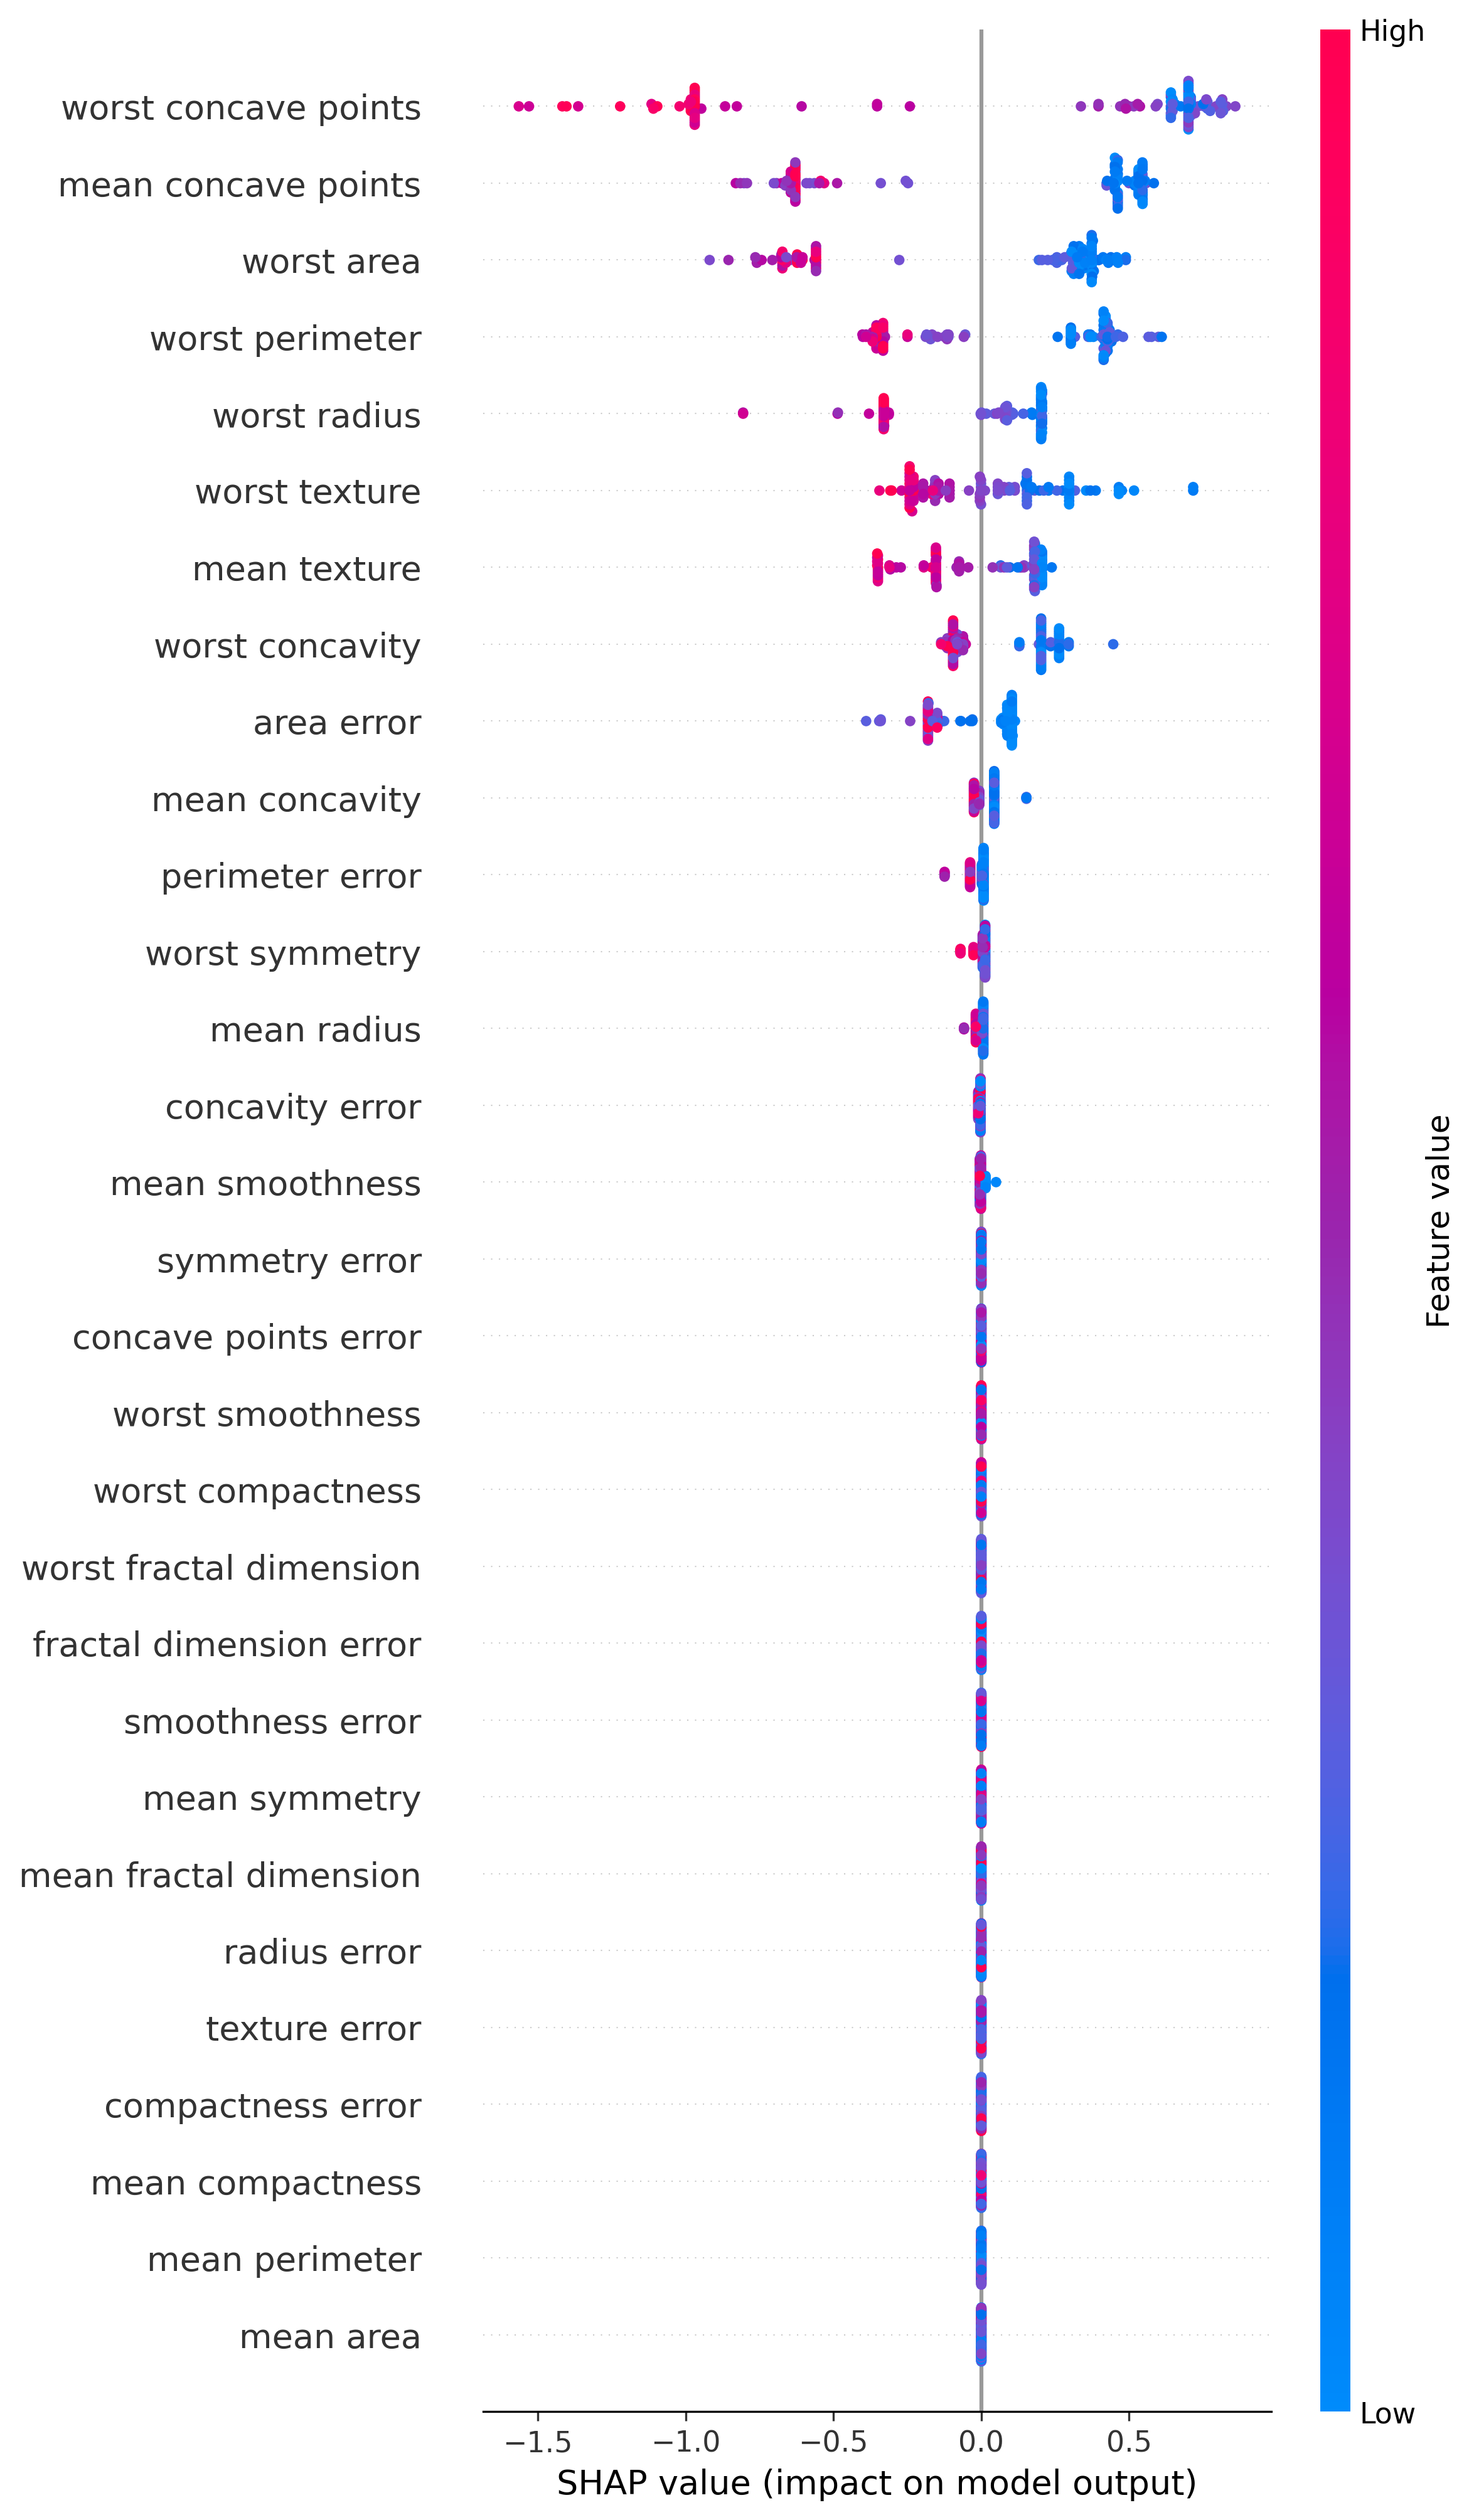 High
worst concave points
mean concave points
worst area
worst perimeter
worst radius
worst texture
mean texture
worst concavity
area error
mean concavity
perimeter error
worst symmetry
mean radius
concavity error
mean smoothness
symmetry error
concave points error
worst smoothness
worst compactness
worst fractal dimension
fractal dimension error
smoothness error
mean symmetry
mean fractal dimension
radius error
texture error
compactness error
mean compactness
mean perimeter
mean area
Feature value
Low
−1.5 −1.0 −0.5 0.0 0.5
SHAP value (impact on model output)